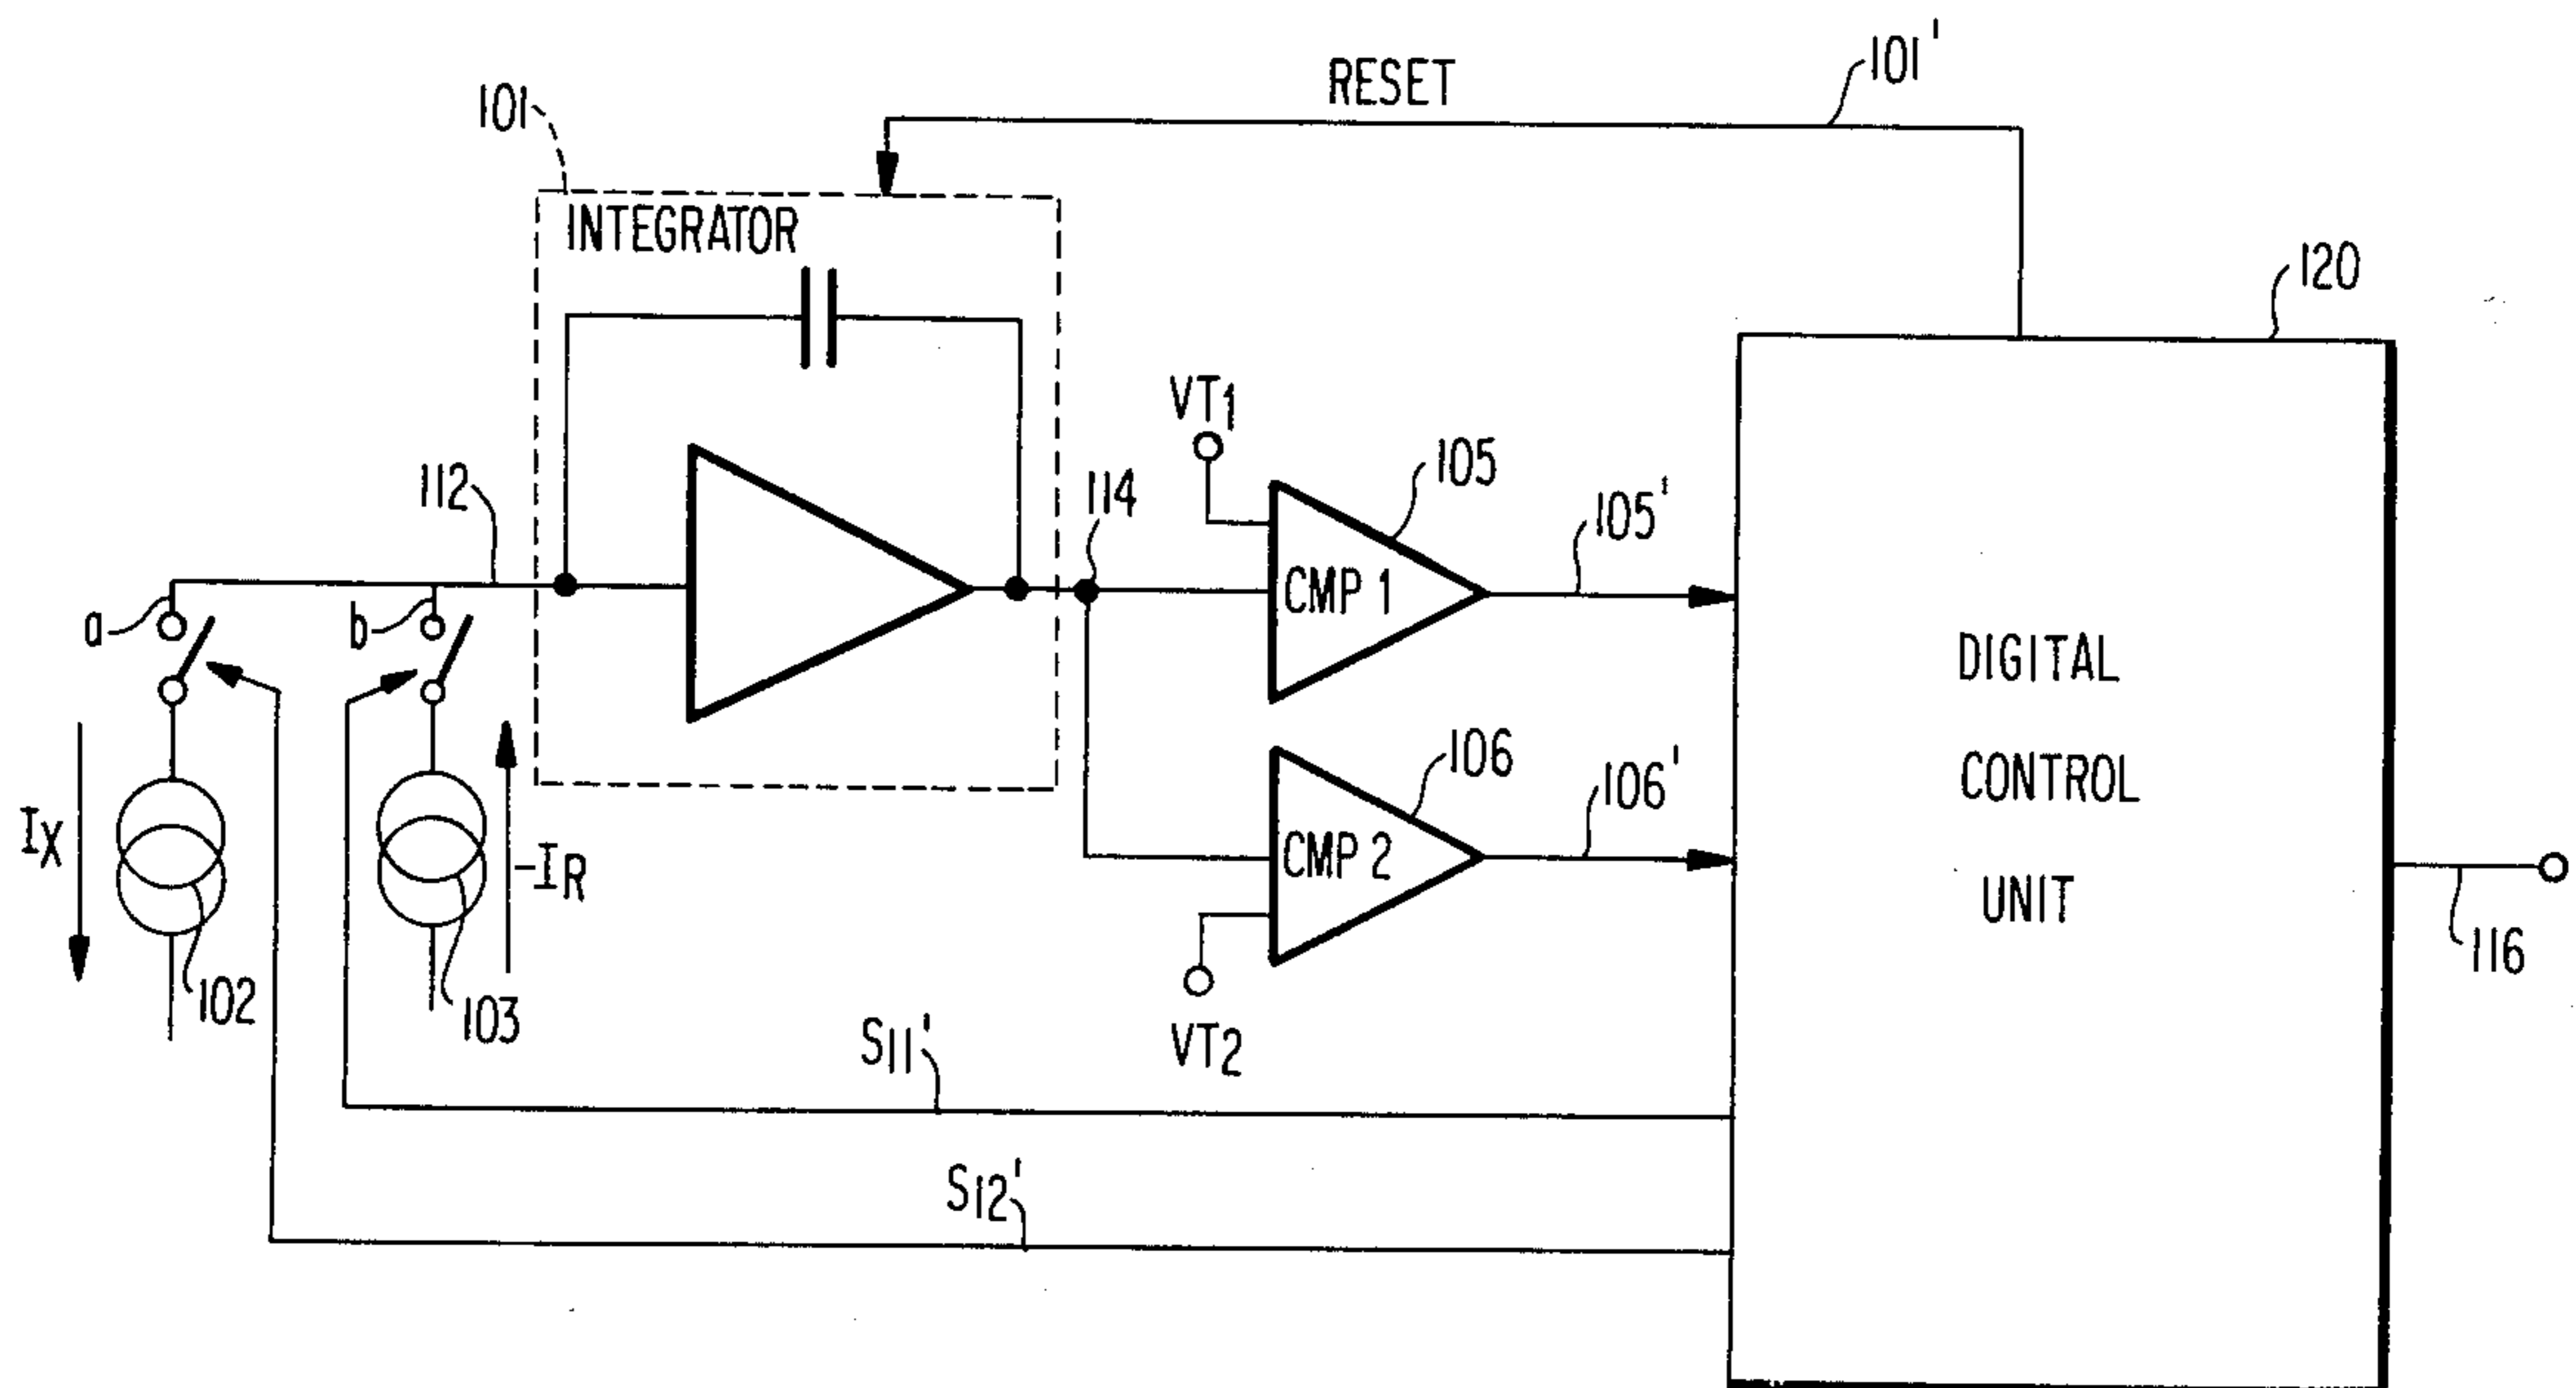 101'
RESET
101
INTEGRATOR
120
VT1
105
112
114
105'
CMP 1
a
b
DIGITAL
CONTROL
UNIT
106
106'
CMP 2
IX
-IR
102
103
116
VT2
S11'
S12'